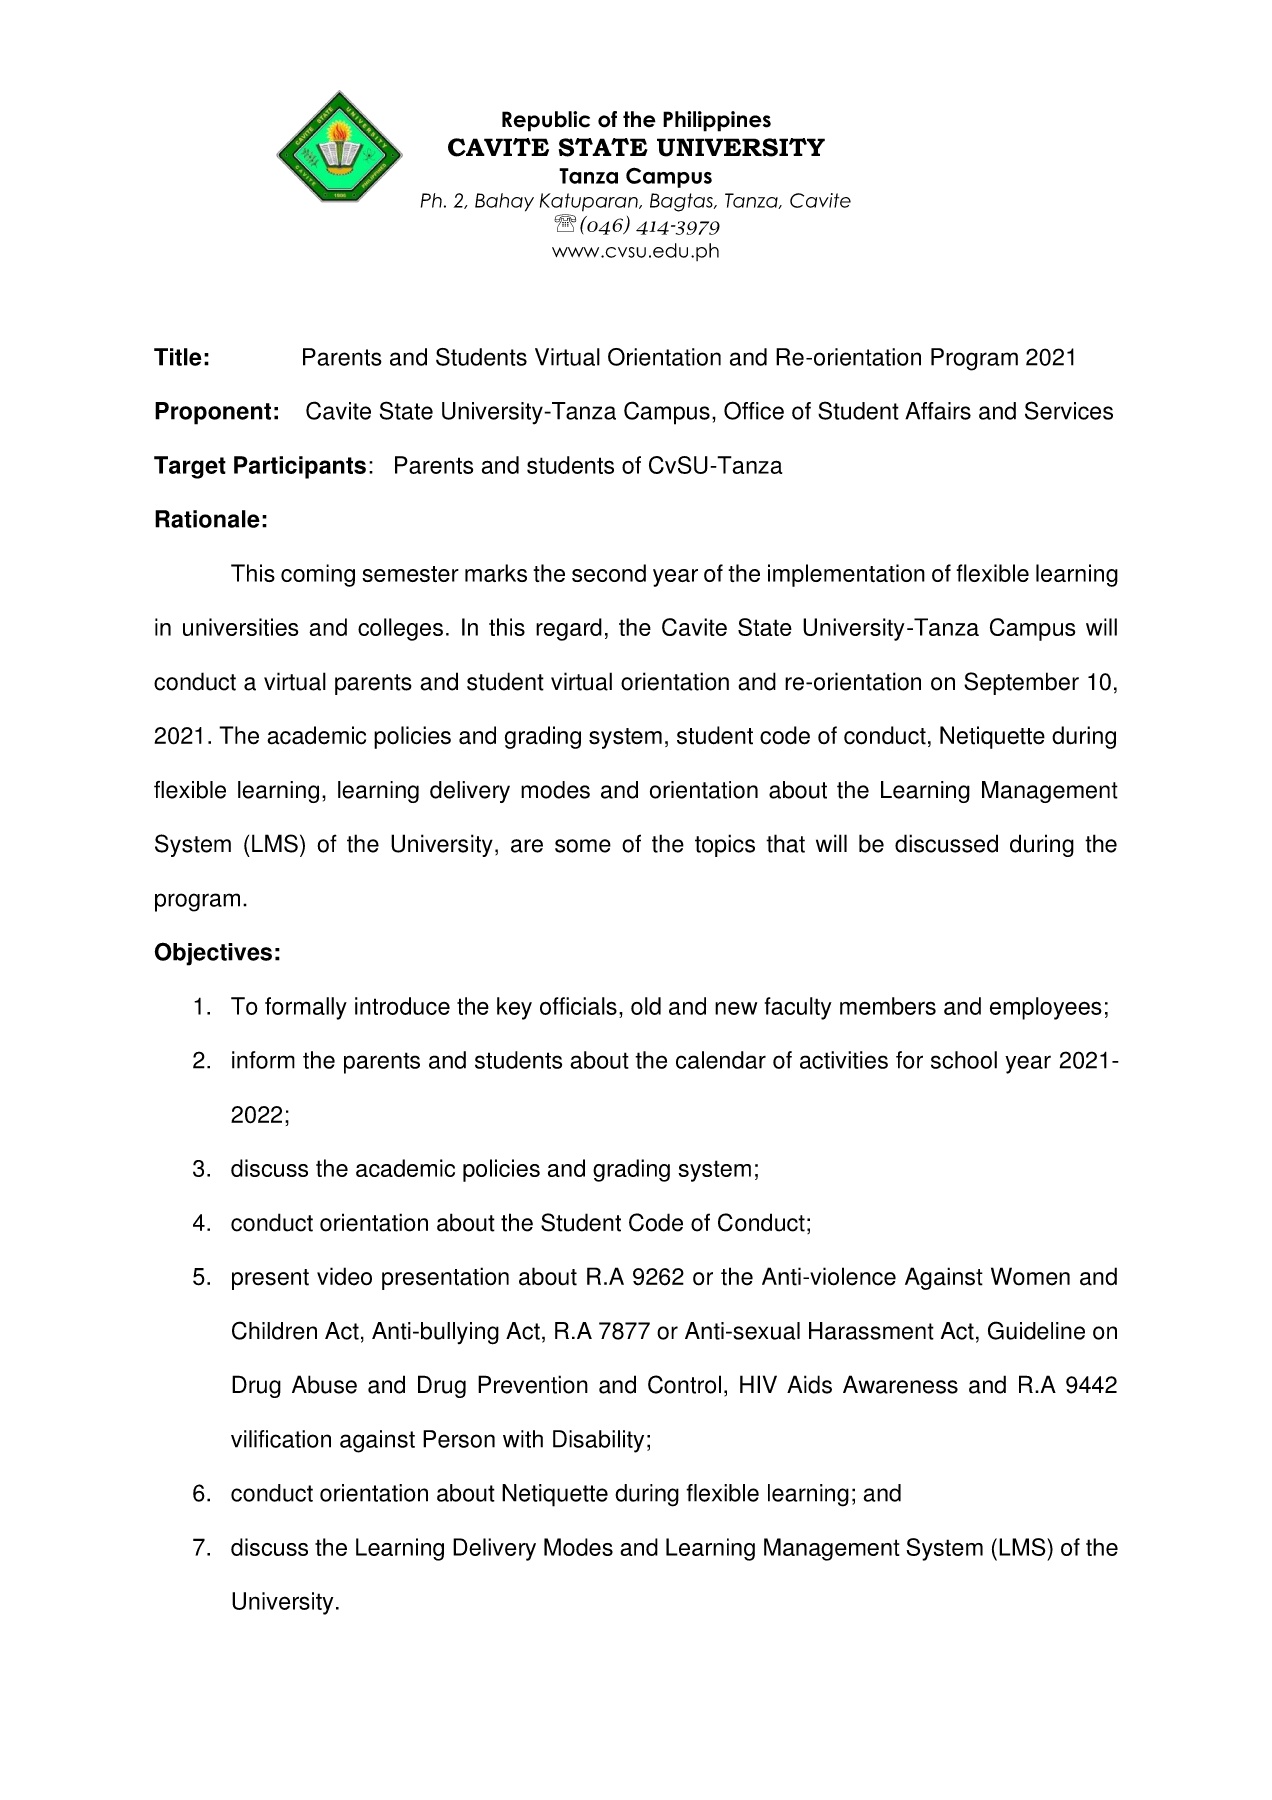 CAVITE STATE UNIVERSITY
CAVITE PHILIPPINES
1906
Republic of the Philippines
CAVITE STATE UNIVERSITY
Tanza Campus
Ph. 2, Bahay Katuparan, Bagtas, Tanza, Cavite
☏(046) 414-3979
www.cvsu.edu.ph
Title: Parents and Students Virtual Orientation and Re-orientation Program 2021
Proponent: Cavite State University-Tanza Campus, Office of Student Affairs and Services
Target Participants: Parents and students of CvSU-Tanza
Rationale:
This coming semester marks the second year of the implementation of flexible learning
in universities and colleges. In this regard, the Cavite State University-Tanza Campus will
conduct a virtual parents and student virtual orientation and re-orientation on September 10,
2021. The academic policies and grading system, student code of conduct, Netiquette during
flexible learning, learning delivery modes and orientation about the Learning Management
System (LMS) of the University, are some of the topics that will be discussed during the
program.
Objectives:
1. To formally introduce the key officials, old and new faculty members and employees;
2. inform the parents and students about the calendar of activities for school year 2021-
2022;
3. discuss the academic policies and grading system;
4. conduct orientation about the Student Code of Conduct;
5. present video presentation about R.A 9262 or the Anti-violence Against Women and
Children Act, Anti-bullying Act, R.A 7877 or Anti-sexual Harassment Act, Guideline on
Drug Abuse and Drug Prevention and Control, HIV Aids Awareness and R.A 9442
vilification against Person with Disability;
6. conduct orientation about Netiquette during flexible learning; and
7. discuss the Learning Delivery Modes and Learning Management System (LMS) of the
University.